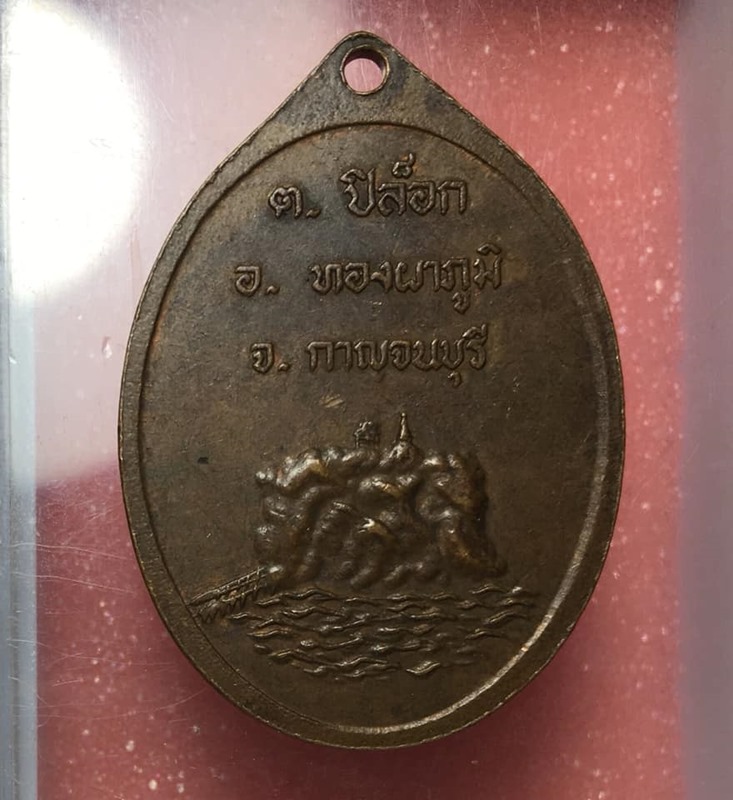 ต. ปิล็อก
อ. ทองผาภูมิ
จ. กาญจนบุรี